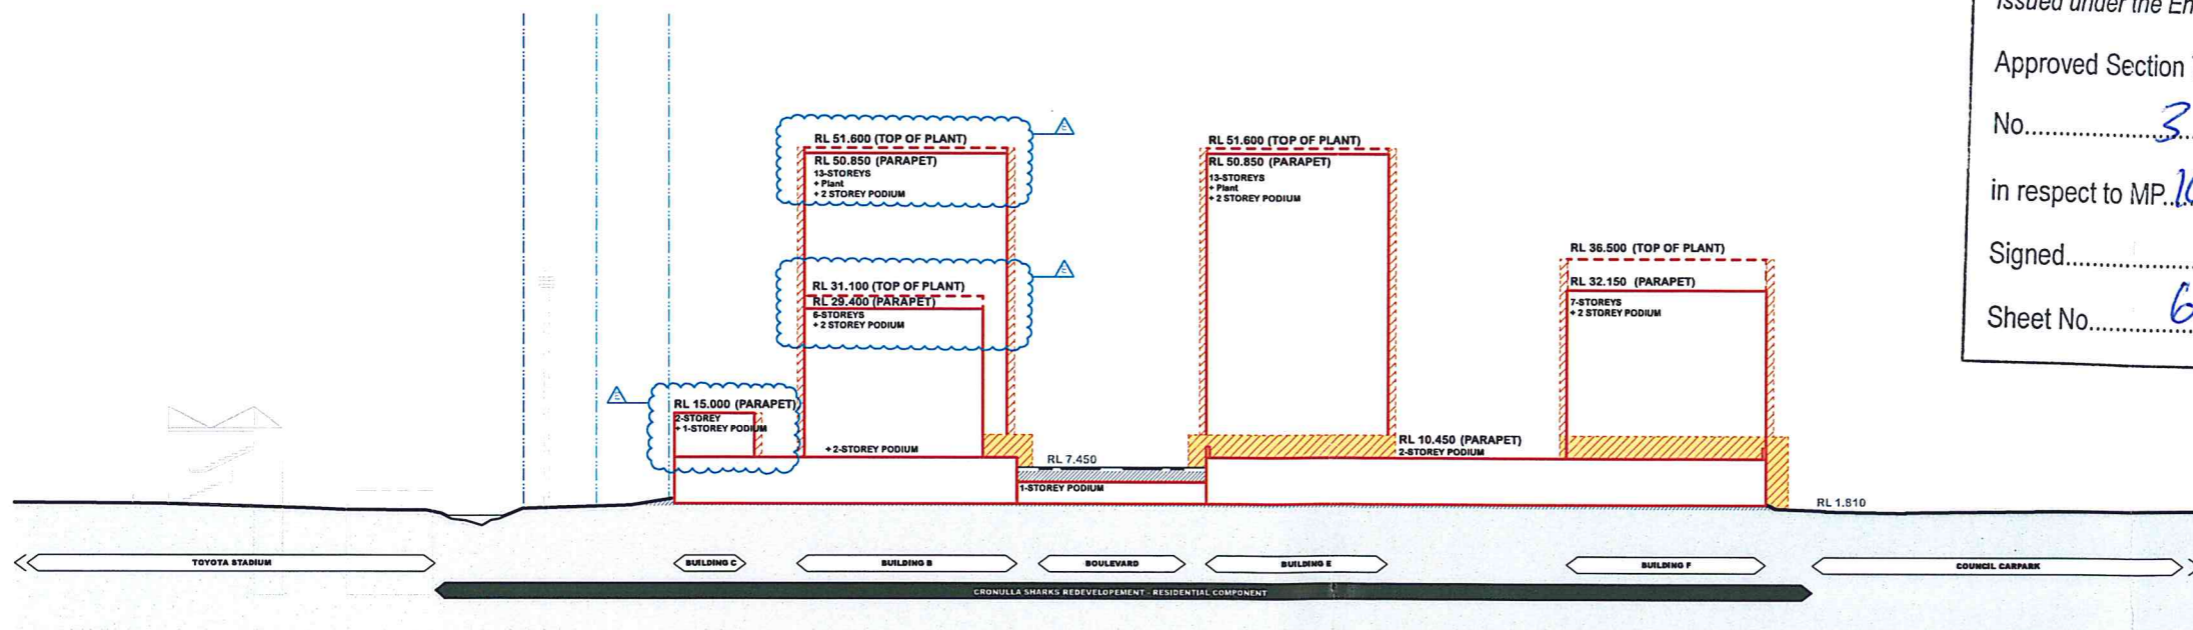 Issued under the En
Approved Section
No. 3
in respect to MP. 10
Signed
Sheet No. 6
RL 51.600 (TOP OF PLANT)
RL 50.850 (PARAPET)
13-STOREYS
+ Plant
+ 2 STOREY PODIUM
RL 31.100 (TOP OF PLANT)
RL 29.400 (PARAPET)
6-STOREYS
+ 2 STOREY PODIUM
RL 15.000 (PARAPET)
2-STOREY
+ 1-STOREY PODIUM
+ 2-STOREY PODIUM
RL 7.450
1-STOREY PODIUM
RL 51.600 (TOP OF PLANT)
RL 50.850 (PARAPET)
13-STOREYS
+ Plant
+ 2 STOREY PODIUM
RL 10.450 (PARAPET)
2-STOREY PODIUM
RL 36.500 (TOP OF PLANT)
RL 32.150 (PARAPET)
7-STOREYS
+ 2 STOREY PODIUM
RL 1.810
TOYOTA STADIUM
BUILDING C
BUILDING B
BOULEVARD
BUILDING E
BUILDING F
COUNCIL CARPARK
CRONULLA SHARKS REDEVELOPEMENT - RESIDENTIAL COMPONENT